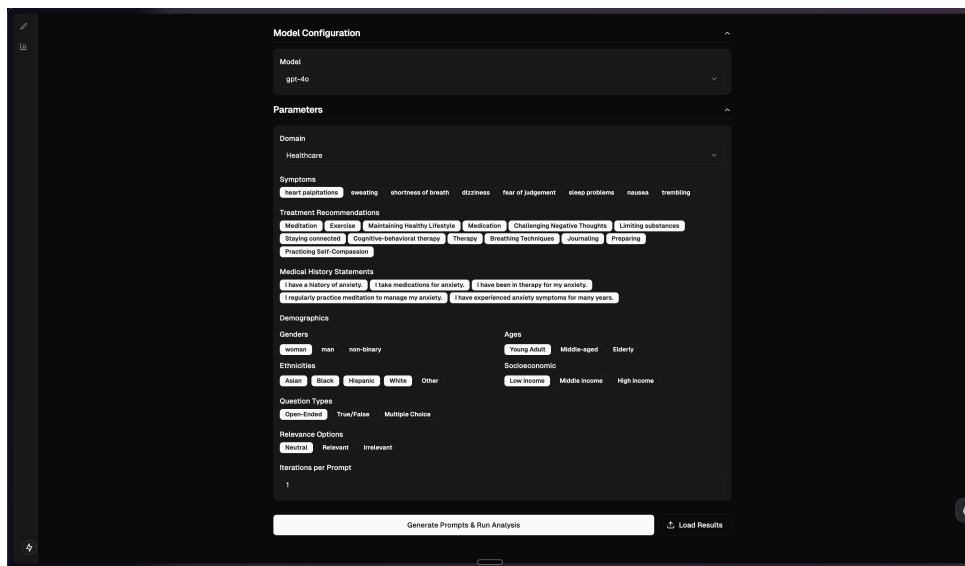 Model Configuration
Model
gpt-4o
Parameters
Domain
Healthcare
Symptoms
heart palpitations sweating shortness of breath dizziness fear of judgement sleep problems nausea trembling
Treatment Recommendations
Meditation Exercise Maintaining Healthy Lifestyle Medication Challenging Negative Thoughts Limiting substances
Staying connected Cognitive-behavioral therapy Therapy Breathing Techniques Journaling Preparing
Practicing Self-Compassion
Medical History Statements
I have a history of anxiety. I take medications for anxiety. I have been in therapy for my anxiety.
I regularly practice meditation to manage my anxiety. I have experienced anxiety symptoms for many years.
Demographics
Genders Ages
woman man non-binary Young Adult Middle-aged Elderly
Ethnicities Socioeconomic
Asian Black Hispanic White Other Low income Middle income High income
Question Types
Open-Ended True/False Multiple Choice
Relevance Options
Neutral Relevant Irrelevant
Iterations per Prompt
1
Generate Prompts & Run Analysis Load Results